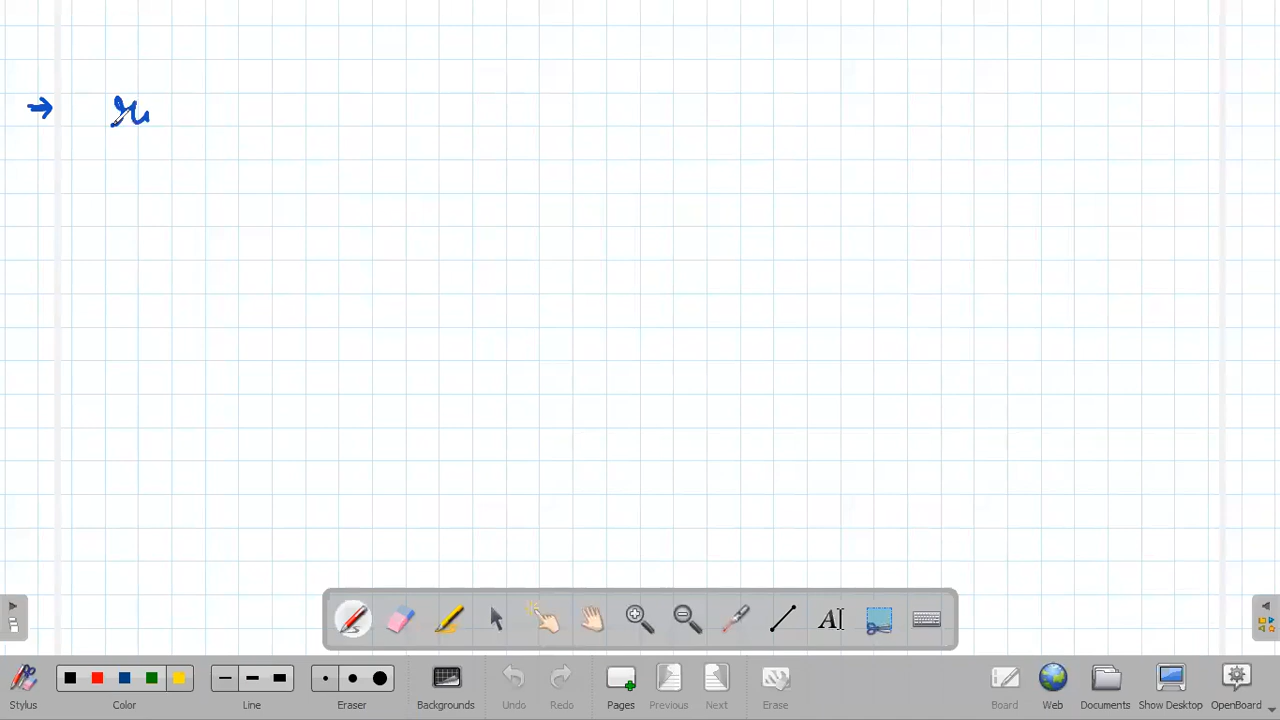 Stylus
Color
Line
Eraser
Backgrounds
Undo
Redo
Pages
Previous
Next
Erase
Board
Web
Documents
Show Desktop
OpenBoard